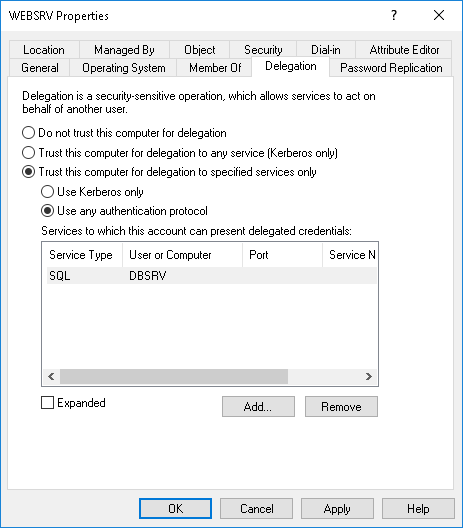 WEBSRV Properties
?
Location Managed By Object Security Dial-in Attribute Editor
General Operating System Member Of Delegation Password Replication
Delegation is a security-sensitive operation, which allows services to act on
behalf of another user.
Do not trust this computer for delegation
Trust this computer for delegation to any service (Kerberos only)
Trust this computer for delegation to specified services only
Use Kerberos only
Use any authentication protocol
Services to which this account can present delegated credentials:
Service Type User or Computer Port Service N
SQL DBSRV
Expanded
Add... Remove
OK Cancel Apply Help